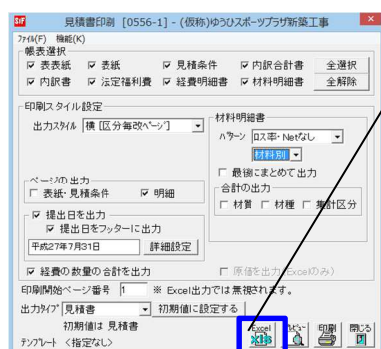 見積書印刷 [0556-1] - (仮称)ゆうひスポーツプラザ新築工事
ファイル(F) 機能(K)
帳表選択
表表紙 表紙 見積条件 内訳合計書 全選択
内訳書 法定福利費 経費明細書 材料明細書 全解除
印刷スタイル設定
出力スタイル 横 [区分毎改ページ]
材料明細書
パターン ロス率・Netなし
材料別
最後にまとめて出力
ページの出力
表紙・見積条件 明細
合計の出力
材質 材種 集計区分
提出日を出力
提出日をフッターに出力
平成27年7月31日 詳細設定
経費の数量の合計を出力 原価を出力(Excelのみ)
印刷開始ページ番号 1 ※ Excel出力では無視されます。
出力タイプ 見積書 初期値に設定する
初期値は 見積書
テンプレート <指定なし>
Excel プレビュー 印刷 閉じる